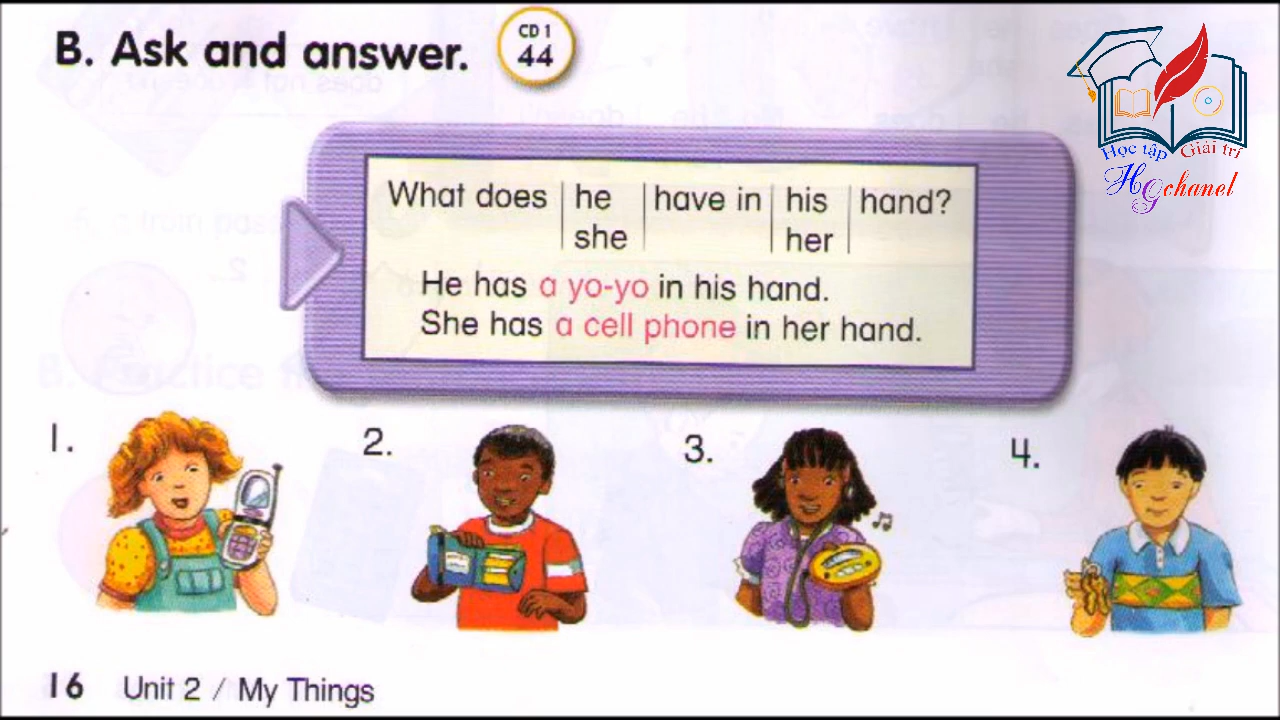 B. Ask and answer.
CD 1
44
Học tập Giải trí
HGchanel
What does he have in his hand?
she her
He has a yo-yo in his hand.
She has a cell phone in her hand.
1. 2. 3. 4.
16 Unit 2 / My Things